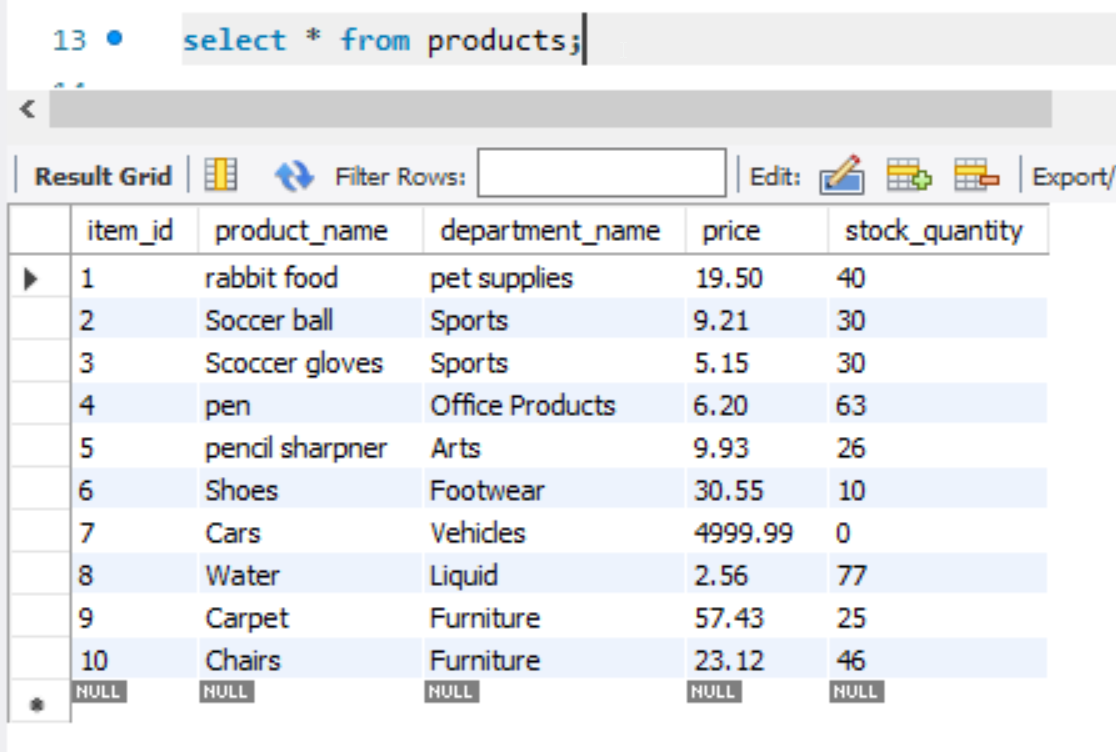 13 select * from products;
Result Grid Filter Rows: Edit: Export/
item_id product_name department_name price stock_quantity
1 rabbit food pet supplies 19.50 40
2 Soccer ball Sports 9.21 30
3 Scoccer gloves Sports 5.15 30
4 pen Office Products 6.20 63
5 pencil sharpner Arts 9.93 26
6 Shoes Footwear 30.55 10
7 Cars Vehicles 4999.99 0
8 Water Liquid 2.56 77
9 Carpet Furniture 57.43 25
10 Chairs Furniture 23.12 46
NULL NULL NULL NULL NULL